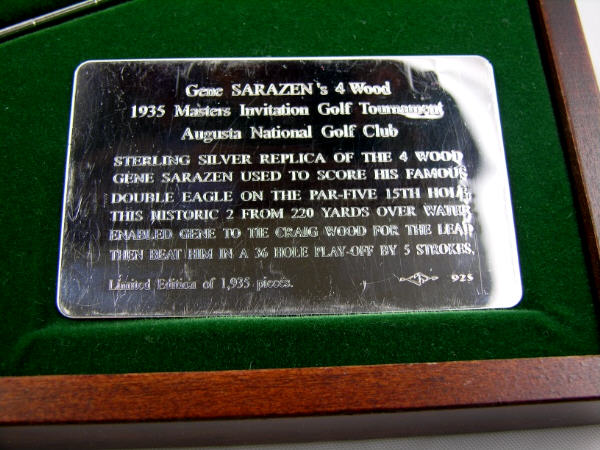 Gene SARAZEN's 4 Wood
1935 Masters Invitation Golf Tournament
Augusta National Golf Club
STERLING SILVER REPLICA OF THE 4 WOOD
GENE SARAZEN USED TO SCORE HIS FAMOUS
DOUBLE EAGLE ON THE PAR-FIVE 15TH HOLE,
THIS NISTORIC 2 FROM 220 YARDS OVER WATER
ENABLED GENE TO TIE CRAIG WOOD FOR THE LEAD
THEN BEAT HIM IN A 36 HOLE PLAY-OFF BY 5 STROKES.
Limited Edition of 1,935 pieces. 925